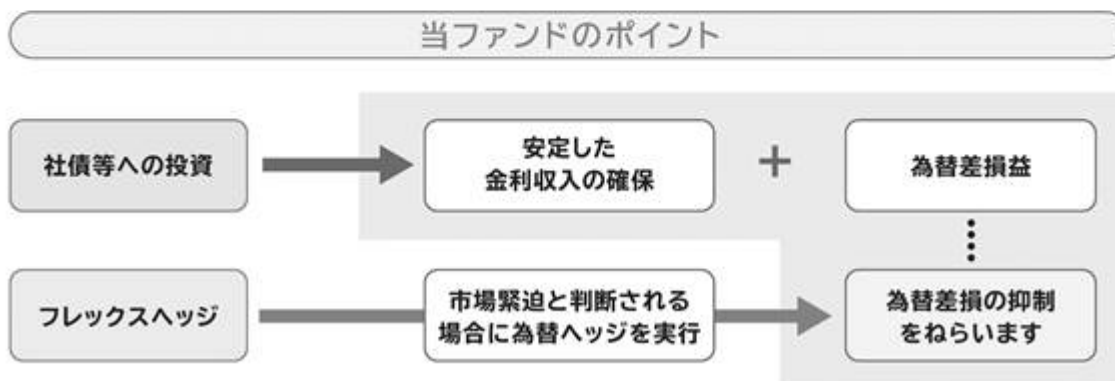 当ファンドのポイント
社債等への投資
安定した
金利収入の確保
+
為替差損益
フレックスヘッジ
市場緊迫と判断される
場合に為替ヘッジを実行
為替差損の抑制
をねらいます